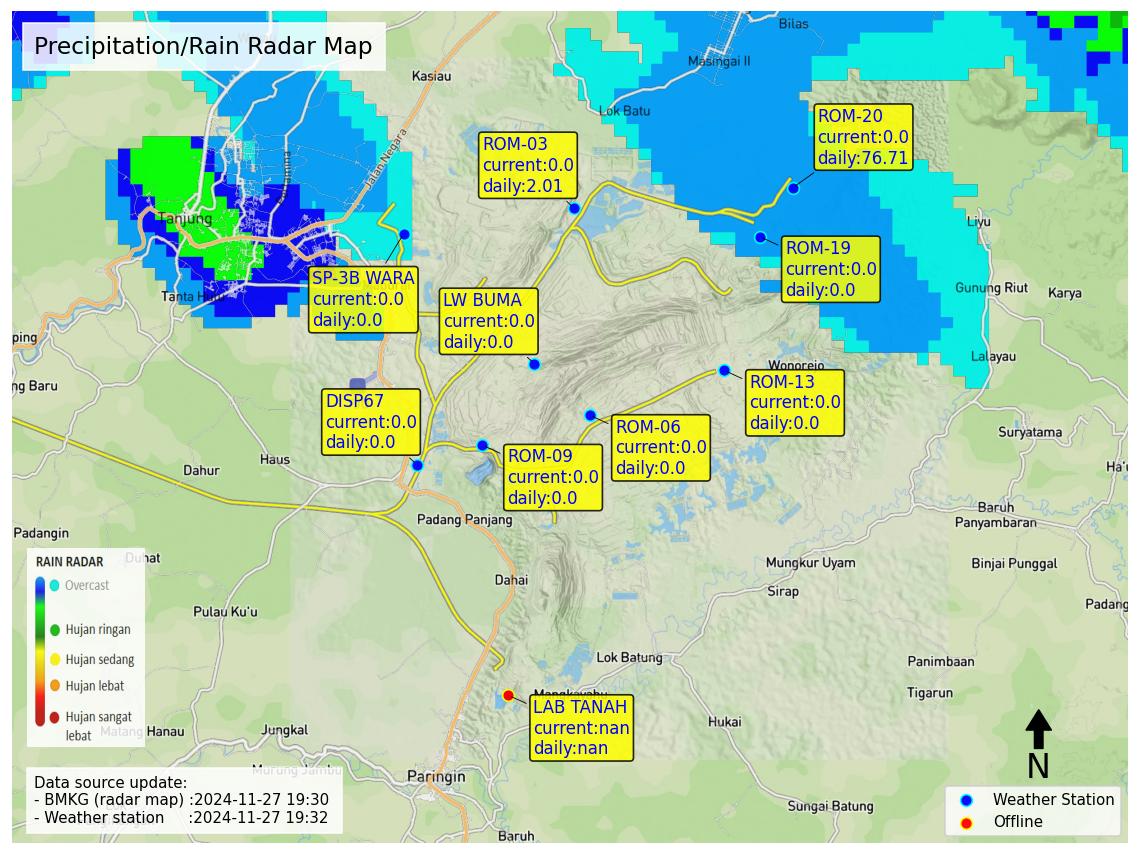 Precipitation/Rain Radar Map
Bilas
Masingai II
Kasiau
Lok Batu
Jalan Negara
ROM-20
current:0.0
daily:76.71
ROM-03
current:0.0
daily:2.01
Tanjung
Liyu
ROM-19
current:0.0
daily:0.0
SP-3B WARA
current:0.0
daily:0.0
LW BUMA
current:0.0
daily:0.0
Gunung Riut
Karya
Tanta Hulu
ping
Lalayau
Wonorejo
ng Baru
ROM-13
current:0.0
daily:0.0
DISP67
current:0.0
daily:0.0
ROM-06
current:0.0
daily:0.0
Suryatama
ROM-09
current:0.0
daily:0.0
Haus
Dahur
Ha'u
Baruh
Panyambaran
Padang Panjang
Padangin
Duhat
Mungkur Uyam
Binjai Punggal
Dahai
Sirap
Padang
Pulau Ku'u
RAIN RADAR
Overcast
Hujan ringan
Hujan sedang
Hujan lebat
Hujan sangat
lebat
Lok Batung
Panimbaan
Tigarun
Mangkayahu
LAB TANAH
current:nan
daily:nan
Hukai
Matang Hanau
Jungkal
Murung Jambu
Paringin
Sungai Batung
Baruh
Data source update:
- BMKG (radar map) :2024-11-27 19:30
- Weather station :2024-11-27 19:32
N
Weather Station
Offline